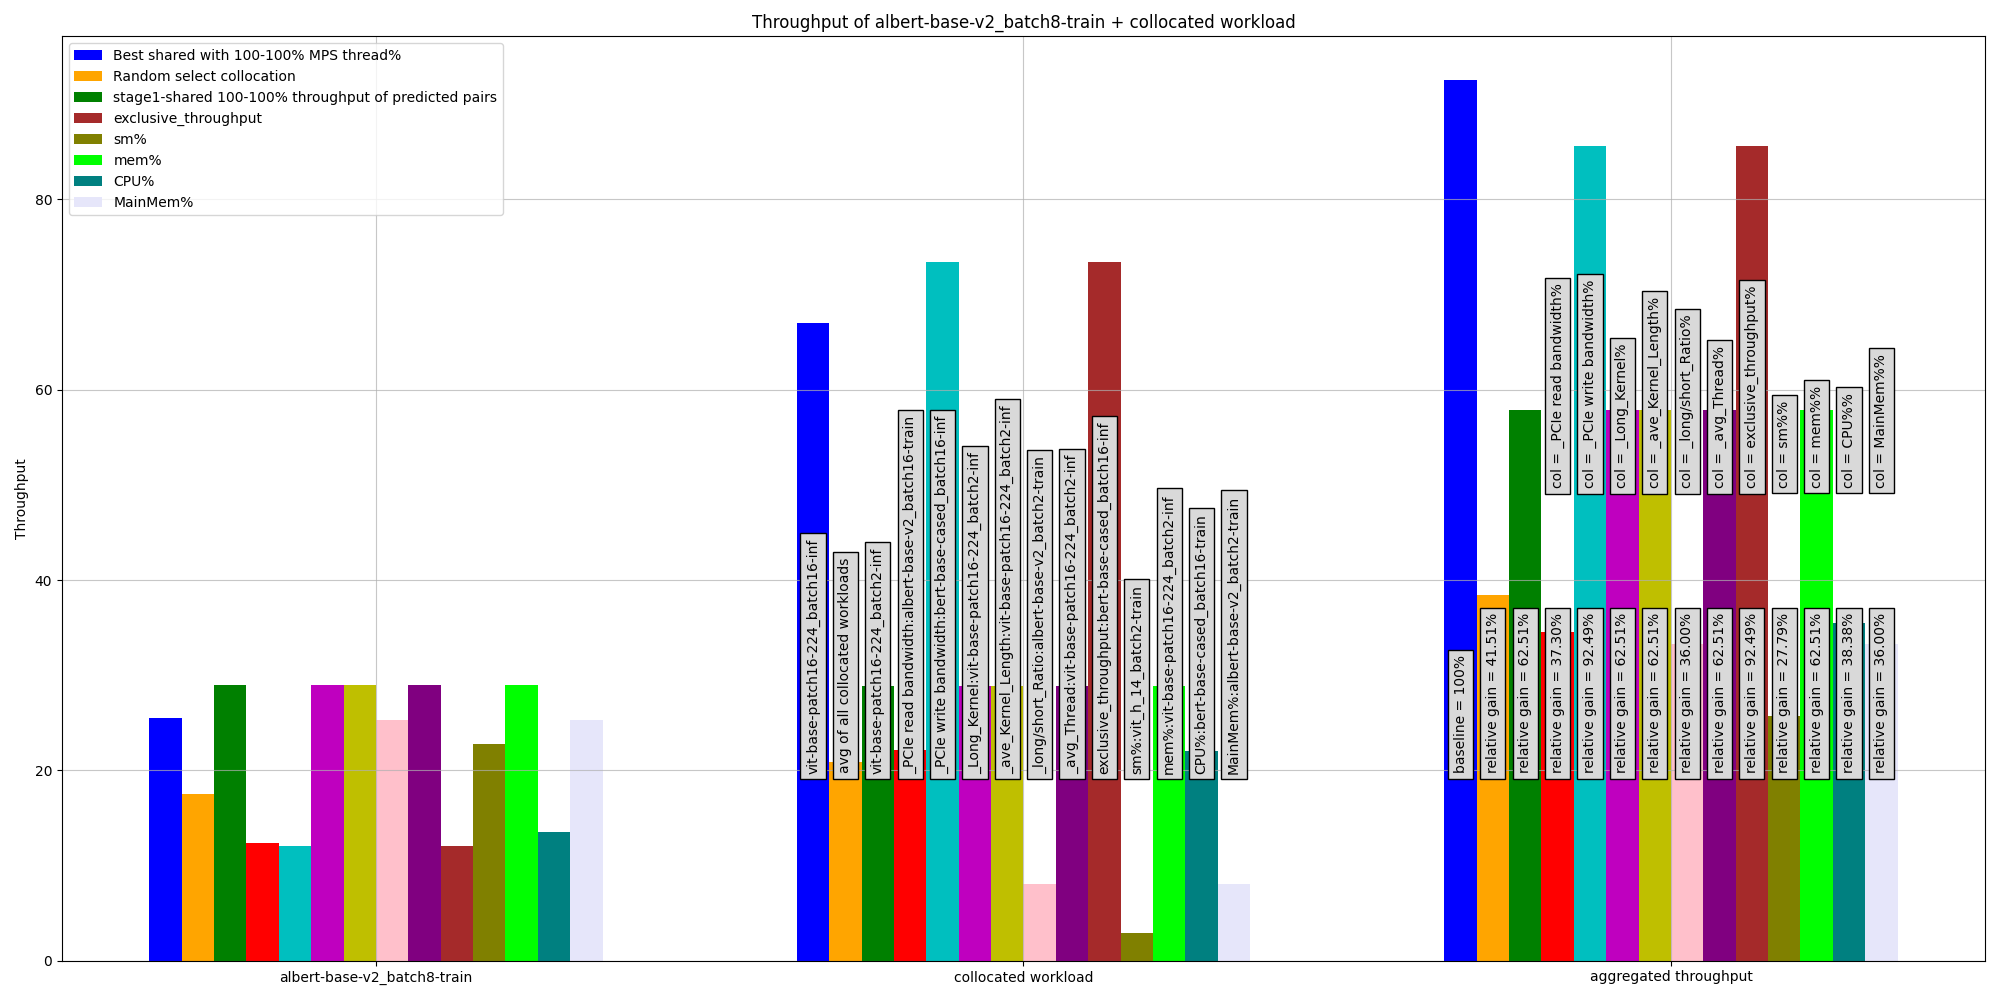 Throughput of albert-base-v2_batch8-train + collocated workload
Best shared with 100-100% MPS thread%
Random select collocation
stage1-shared 100-100% throughput of predicted pairs
exclusive_throughput
sm%
mem%
CPU%
MainMem%
Throughput
80
60
40
20
0
vit-base-patch16-224_batch16-inf
avg of all collocated workloads
vit-base-patch16-224_batch2-inf
_PCIe read bandwidth:albert-base-v2_batch16-train
_PCIe write bandwidth:bert-base-cased_batch16-inf
_Long_Kernel:vit-base-patch16-224_batch2-inf
_ave_Kernel_Length:vit-base-patch16-224_batch2-inf
_long/short_Ratio:albert-base-v2_batch2-train
_avg_Thread:vit-base-patch16-224_batch2-inf
exclusive_throughput:bert-base-cased_batch16-inf
sm%:vit_h_14_batch2-train
mem%:vit-base-patch16-224_batch2-inf
CPU%:bert-base-cased_batch16-train
MainMem%:albert-base-v2_batch2-train
col = _PCIe read bandwidth%
col = _PCIe write bandwidth%
col = _Long_Kernel%
col = _ave_Kernel_Length%
col = _long/short_Ratio%
col = _avg_Thread%
col = exclusive_throughput%
col = sm%%
col = mem%%
col = CPU%%
col = MainMem%%
baseline = 100%
relative gain = 41.51%
relative gain = 62.51%
relative gain = 37.30%
relative gain = 92.49%
relative gain = 62.51%
relative gain = 62.51%
relative gain = 36.00%
relative gain = 62.51%
relative gain = 92.49%
relative gain = 27.79%
relative gain = 62.51%
relative gain = 38.38%
relative gain = 36.00%
albert-base-v2_batch8-train
collocated workload
aggregated throughput